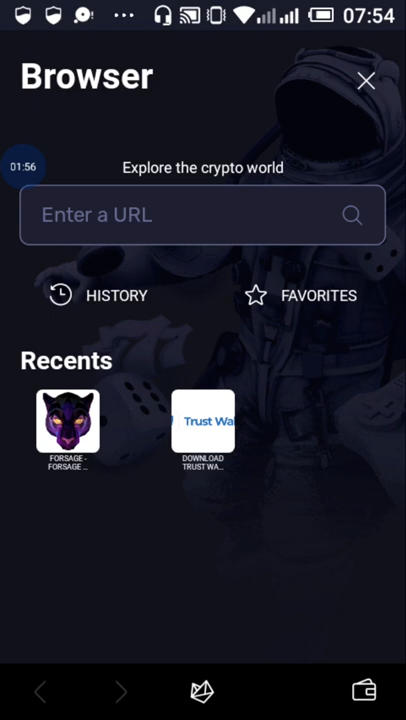 07:54
Browser
01:56
Explore the crypto world
Enter a URL
HISTORY
FAVORITES
Recents
Trust Wal
FORSAGE -
FORSAGE ...
DOWNLOAD
TRUST WA...